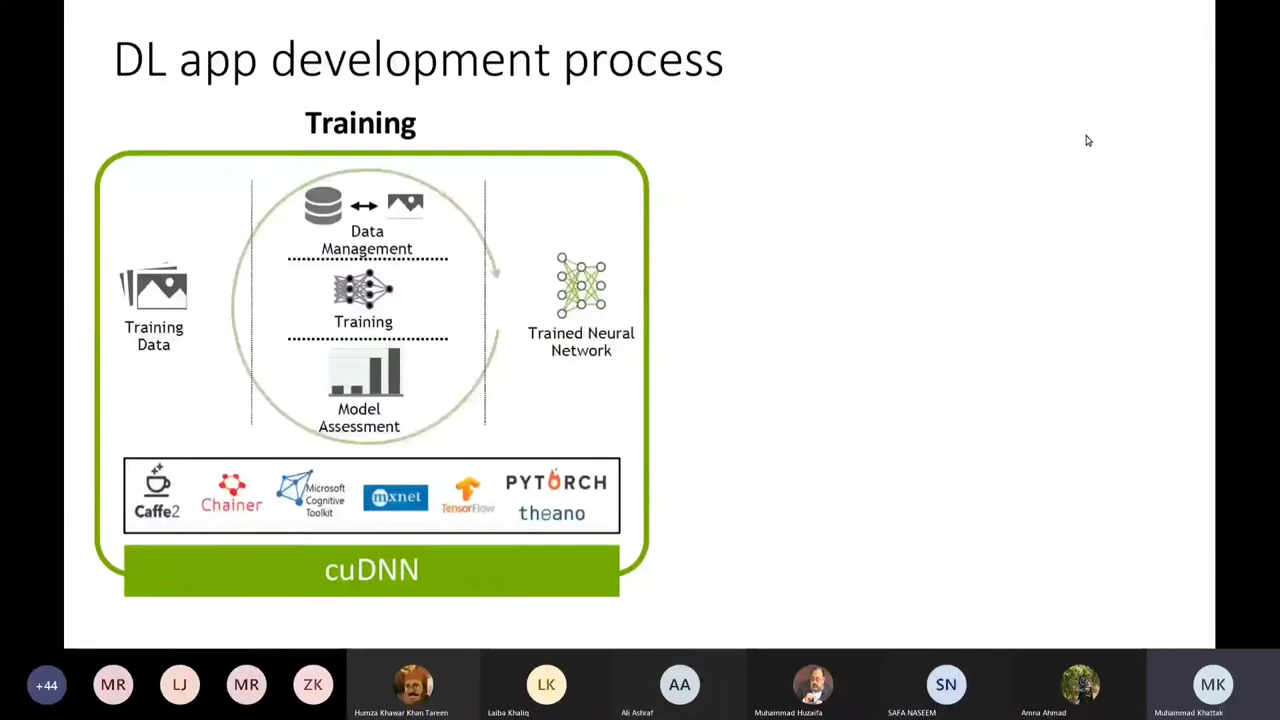 DL app development process
Training
Data
Management
Training
Model
Assessment
Training
Data
Trained Neural
Network
Caffe2
Chainer
Microsoft
Cognitive
Toolkit
mxnet
TensorFlow
PYTORCH
theano
cuDNN
+44
MR
LJ
MR
ZK
Humza Khawar Khan Tareen
LK
Laiba Khaliq
AA
Ali Ashraf
Muhammad Huzaifa
SN
SAFA NASEEM
Amna Ahmad
MK
Muhammad Khattak